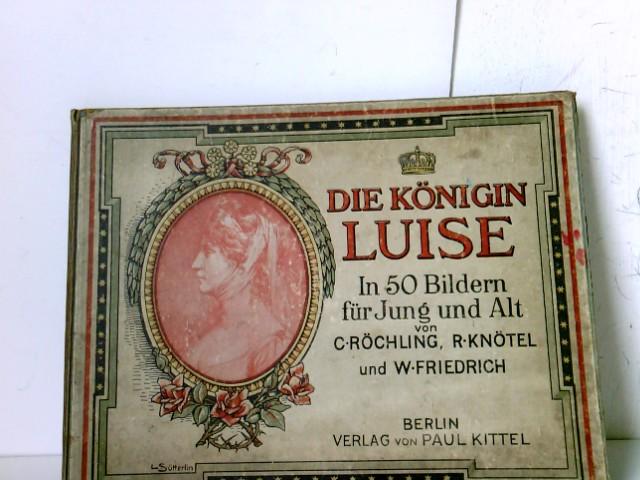 DIE KÖNIGIN
LUISE
In 50 Bildern
für Jung und Alt
von
C·RÖCHLING, R·KNÖTEL
und W·FRIEDRICH
BERLIN
VERLAG VON PAUL KITTEL
L·Sütterlin